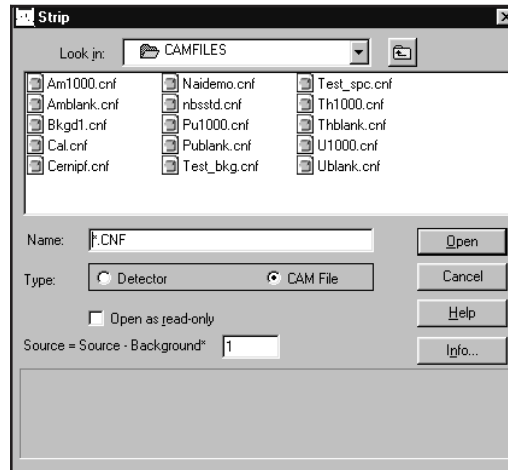 Strip
Look in: CAMFILES
Am1000.cnf Naidemo.cnf Test_spc.cnf
Amblank.cnf nbsstd.cnf Th1000.cnf
Bkgd1.cnf Pu1000.cnf Thblank.cnf
Cal.cnf Publank.cnf U1000.cnf
Cernipf.cnf Test_bkg.cnf Ublank.cnf
Name: *.CNF Open
Type: Detector CAM File Cancel
Open as read-only Help
Source = Source - Background* 1 Info...